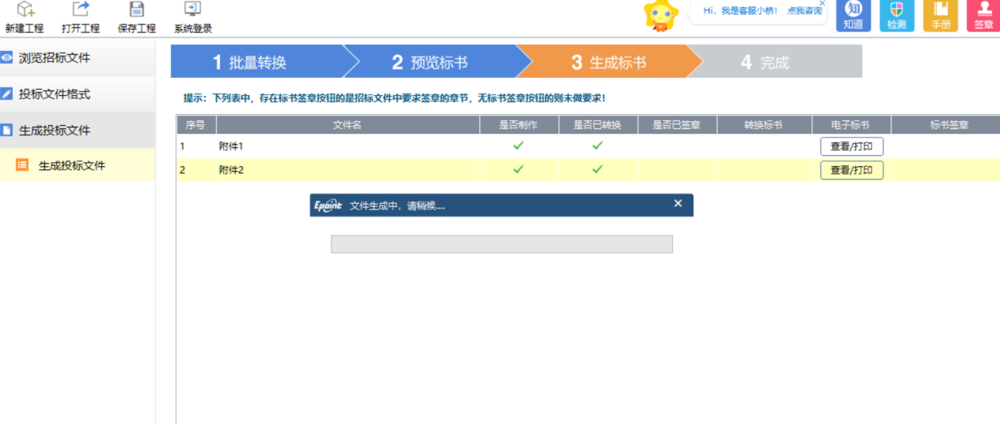 Hi，我是客服小桥！ 点我咨询
新建工程 打开工程 保存工程 系统登录 知道 检测 手册 签章
浏览招标文件
投标文件格式
生成投标文件
生成投标文件
1 批量转换 2 预览标书 3 生成标书 4 完成
提示：下列表中，存在标书签章按钮的是招标文件中要求签章的章节，无标书签章按钮的则未做要求！
序号 文件名 是否制作 是否已转换 是否已签章 转换标书 电子标书 标书签章
1 附件1 查看/打印
2 附件2 查看/打印
Epoint 文件生成中，请稍候....